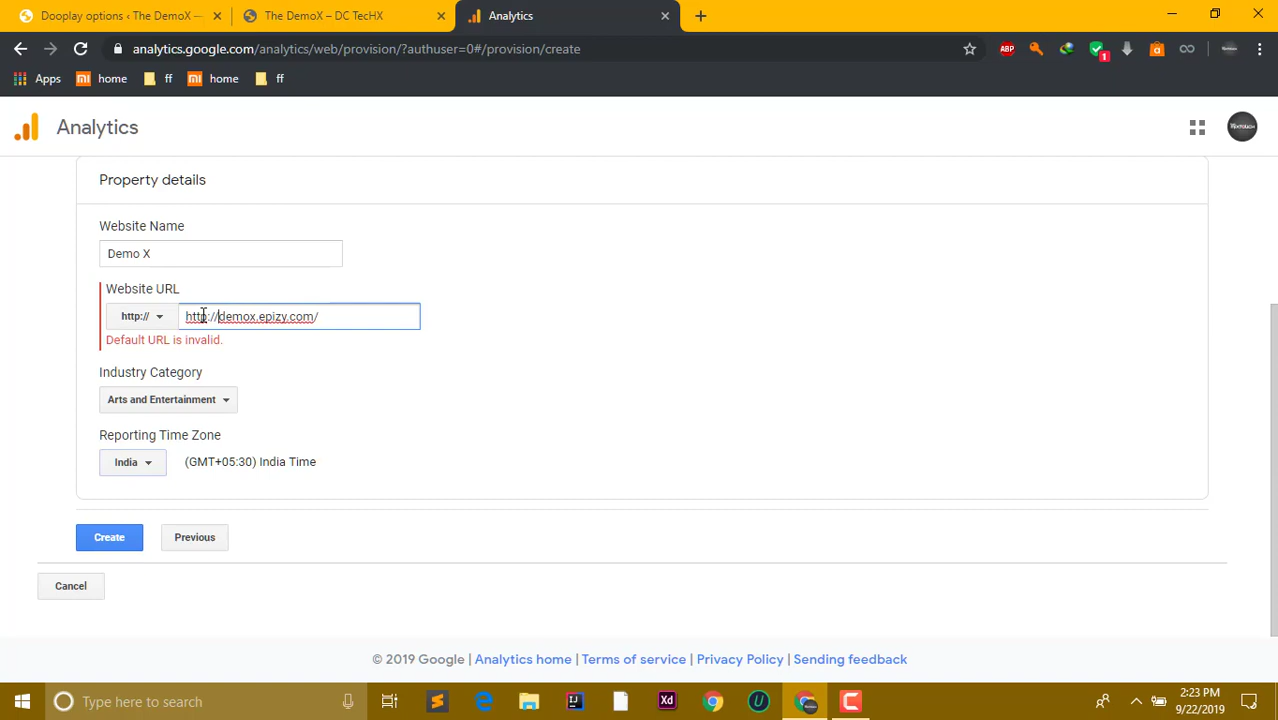 Dooplay options ‹ The DemoX —
The DemoX – DC TecHX
Analytics
analytics.google.com/analytics/web/provision/?authuser=0#/provision/create
ABP
1
Apps
home
ff
home
ff
Analytics
Property details
Website Name
Demo X
Website URL
http://
http://demox.epizy.com/
Default URL is invalid.
Industry Category
Arts and Entertainment
Reporting Time Zone
India
(GMT+05:30) India Time
Create
Previous
Cancel
© 2019 Google | Analytics home | Terms of service | Privacy Policy | Sending feedback
Type here to search
Xd
2:23 PM
9/22/2019